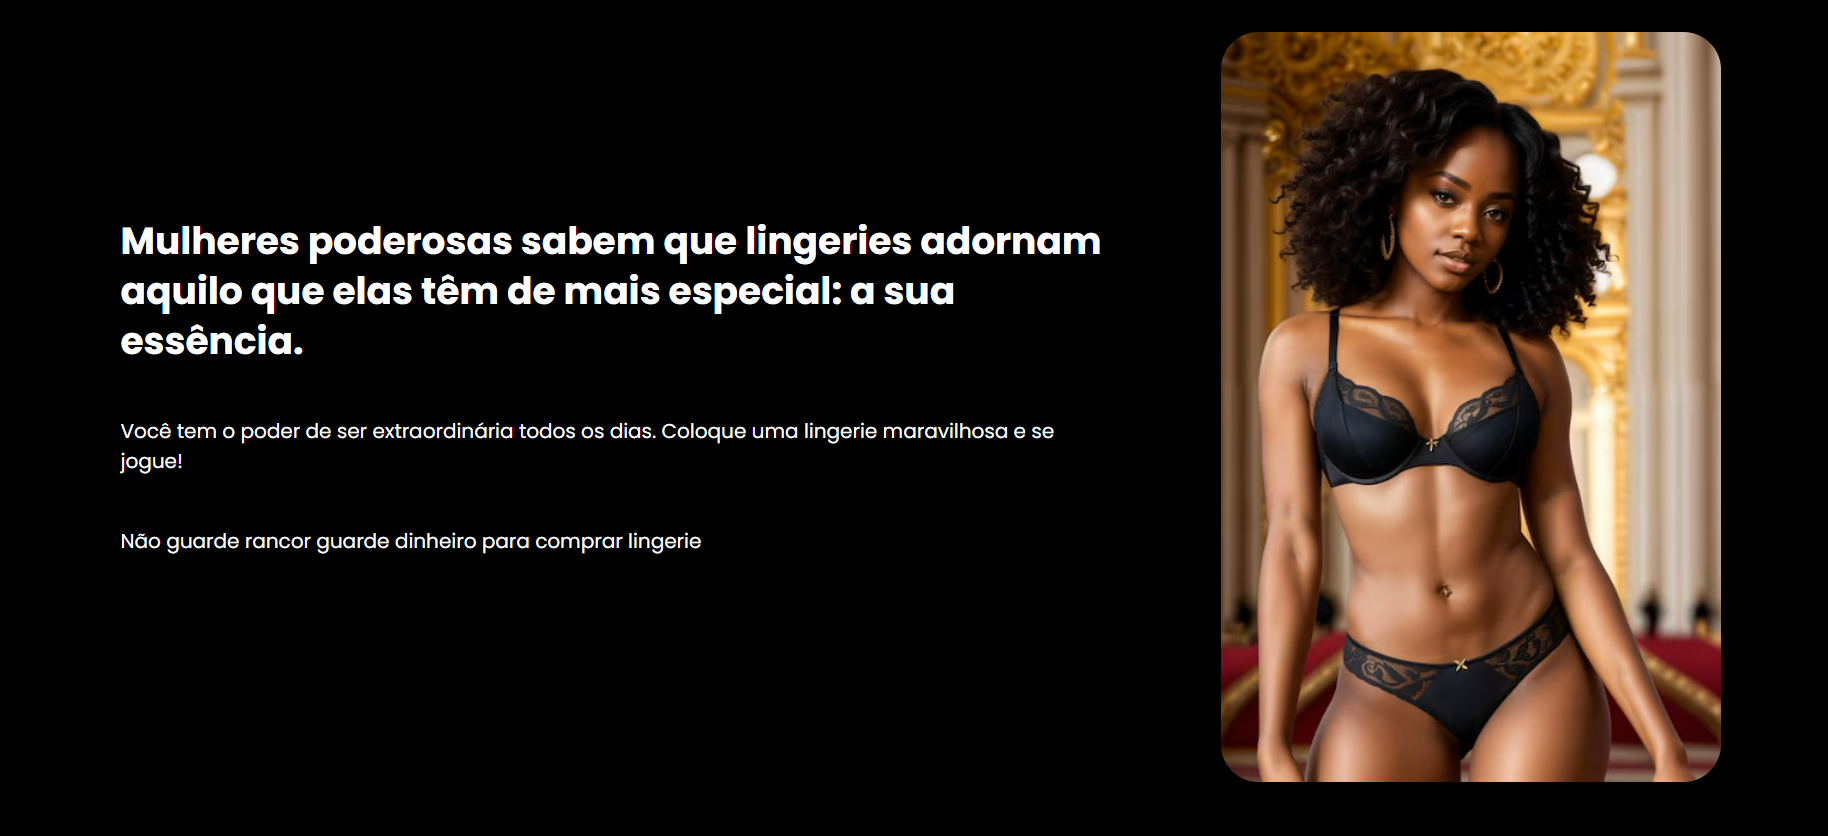 Mulheres poderosas sabem que lingeries adornam
aquilo que elas têm de mais especial: a sua
essência.
Você tem o poder de ser extraordinária todos os dias. Coloque uma lingerie maravilhosa e se
jogue!
Não guarde rancor guarde dinheiro para comprar lingerie